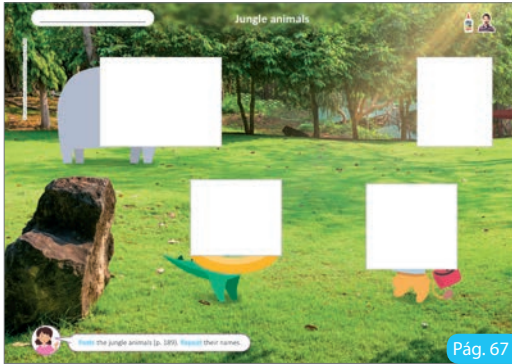 Jungle animals
Paste the jungle animals (p. 189). Repeat their names.
Pág. 67